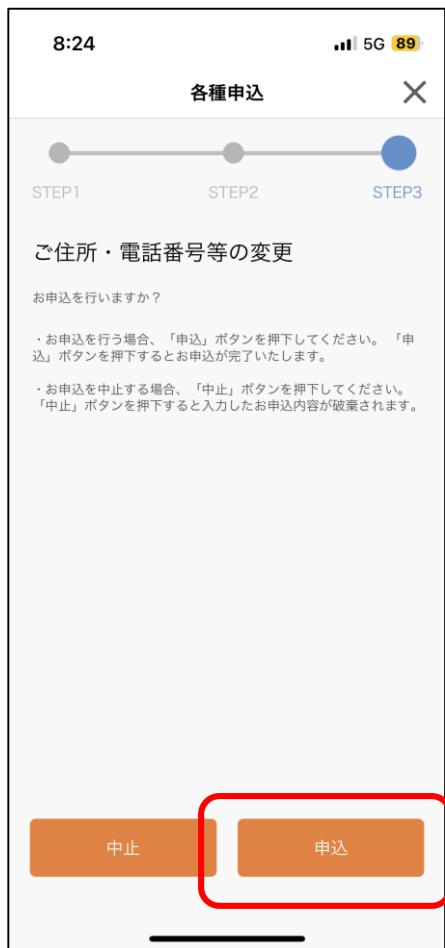 8:24 5G 89
各種申込
STEP1 STEP2 STEP3
ご住所・電話番号等の変更
お申込を行いますか？
・お申込を行う場合、「申込」ボタンを押下してください。 「申
込」ボタンを押下するとお申込が完了いたします。
・お申込を中止する場合、「中止」ボタンを押下してください。
「中止」ボタンを押下すると入力したお申込内容が破棄されます。
中止 申込